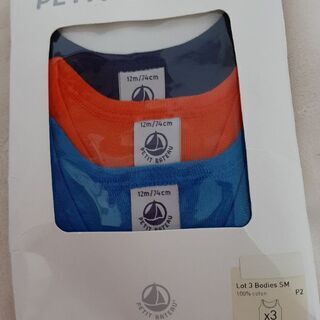 PETIT
12m/74cm
PETIT BATEAU
12m/74cm
PETIT BATEAU
12m/74cm
PETIT BATEAU
Lot 3 Bodies SM
100% coton
P2
x3
PETIT BATEAU